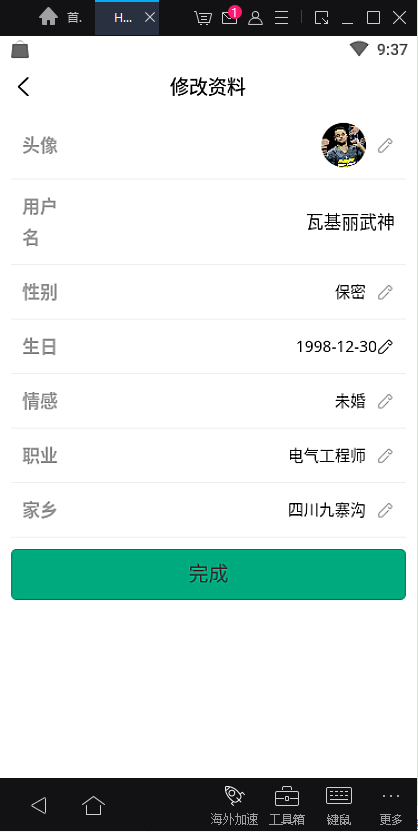 首.
H...
1
9:37
修改资料
头像
用户
名
瓦基丽武神
性别
保密
生日
1998-12-30
情感
未婚
职业
电气工程师
家乡
四川九寨沟
完成
海外加速
工具箱
键鼠
更多